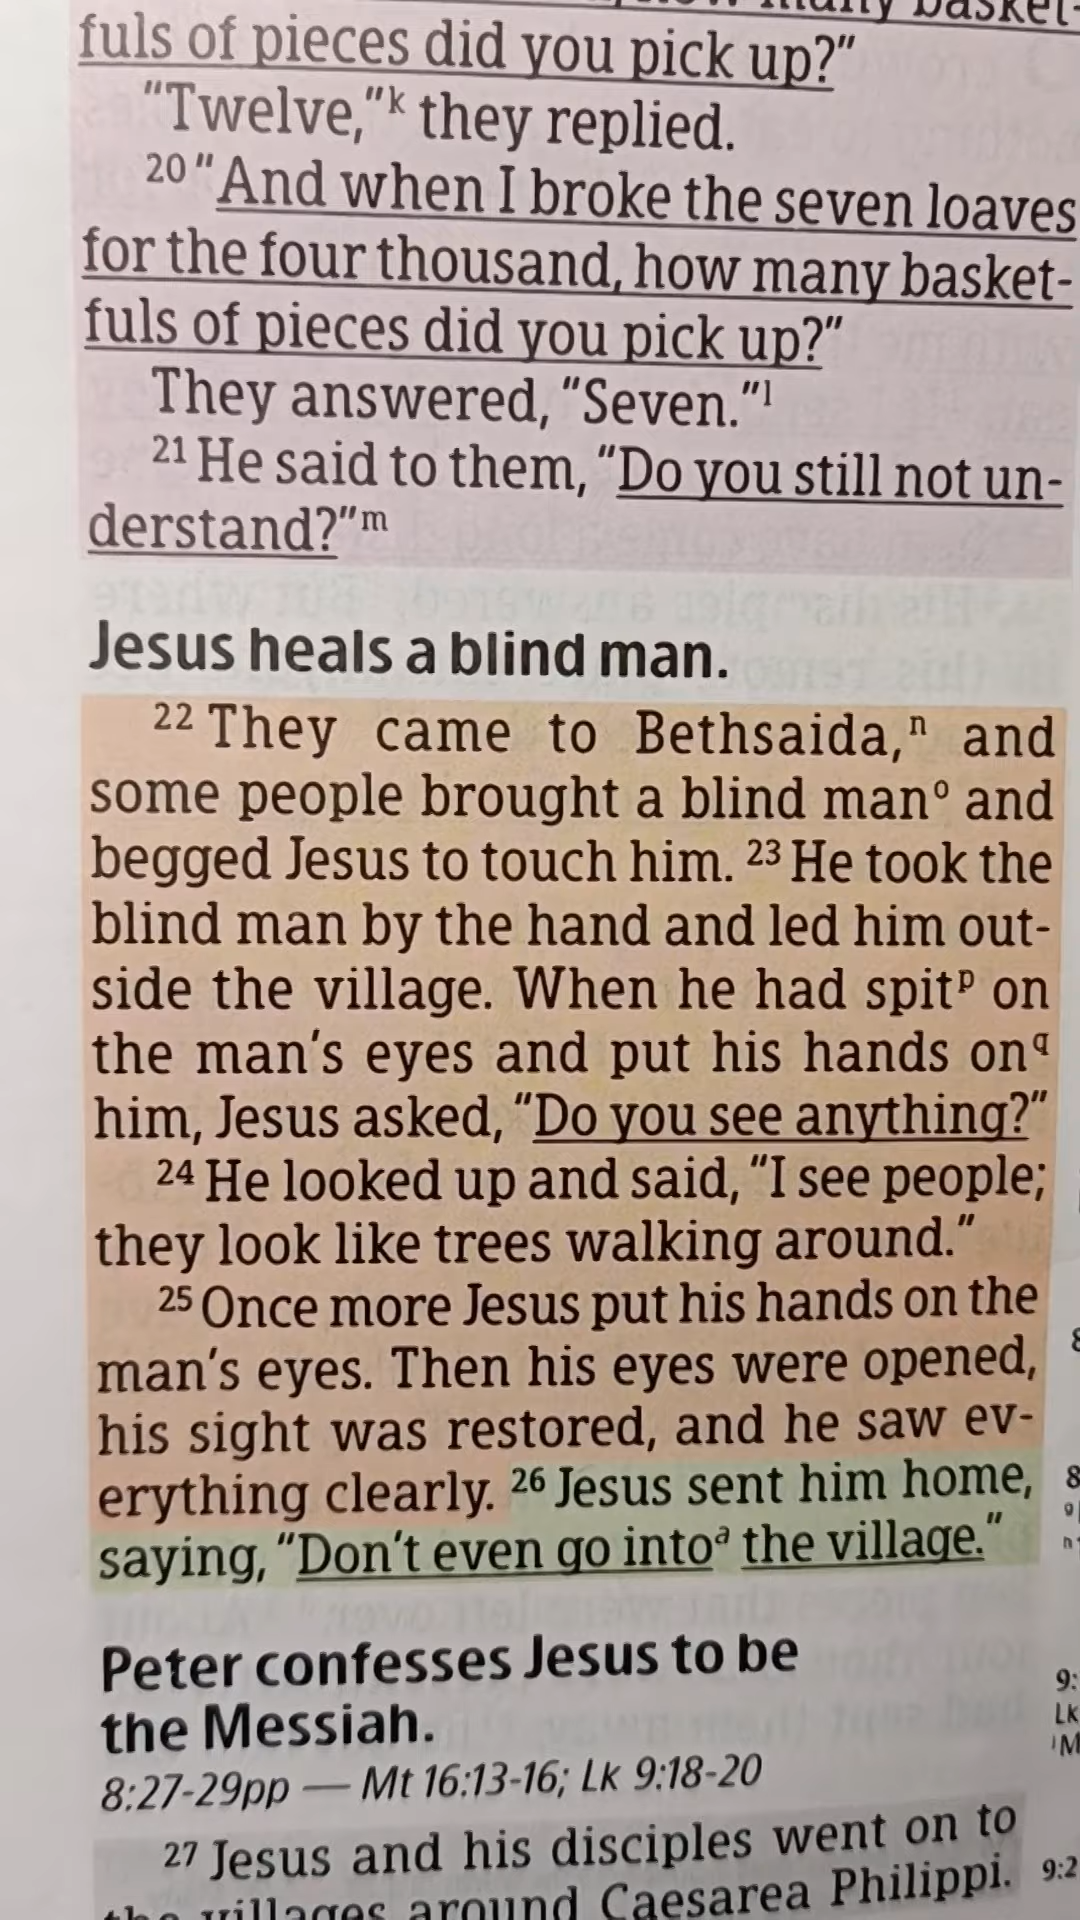 many basket-
fuls of pieces did you pick up?"
"Twelve,"k they replied.
20 "And when I broke the seven loaves
for the four thousand, how many basket-
fuls of pieces did you pick up?"
They answered, "Seven."l
21 He said to them, "Do you still not un-
derstand?"m
Jesus heals a blind man.
22 They came to Bethsaida,n and
some people brought a blind mano and
begged Jesus to touch him. 23 He took the
blind man by the hand and led him out-
side the village. When he had spitp on
the man's eyes and put his hands onq
him, Jesus asked, "Do you see anything?"
24 He looked up and said, "I see people;
they look like trees walking around."
25 Once more Jesus put his hands on the
man's eyes. Then his eyes were opened,
his sight was restored, and he saw ev-
erything clearly. 26 Jesus sent him home,
saying, "Don't even go intoa the village."
Peter confesses Jesus to be
the Messiah.
8:27-29pp — Mt 16:13-16; Lk 9:18-20
27 Jesus and his disciples went on to
the villages around Caesarea Philippi.
9:
Lk
9:2